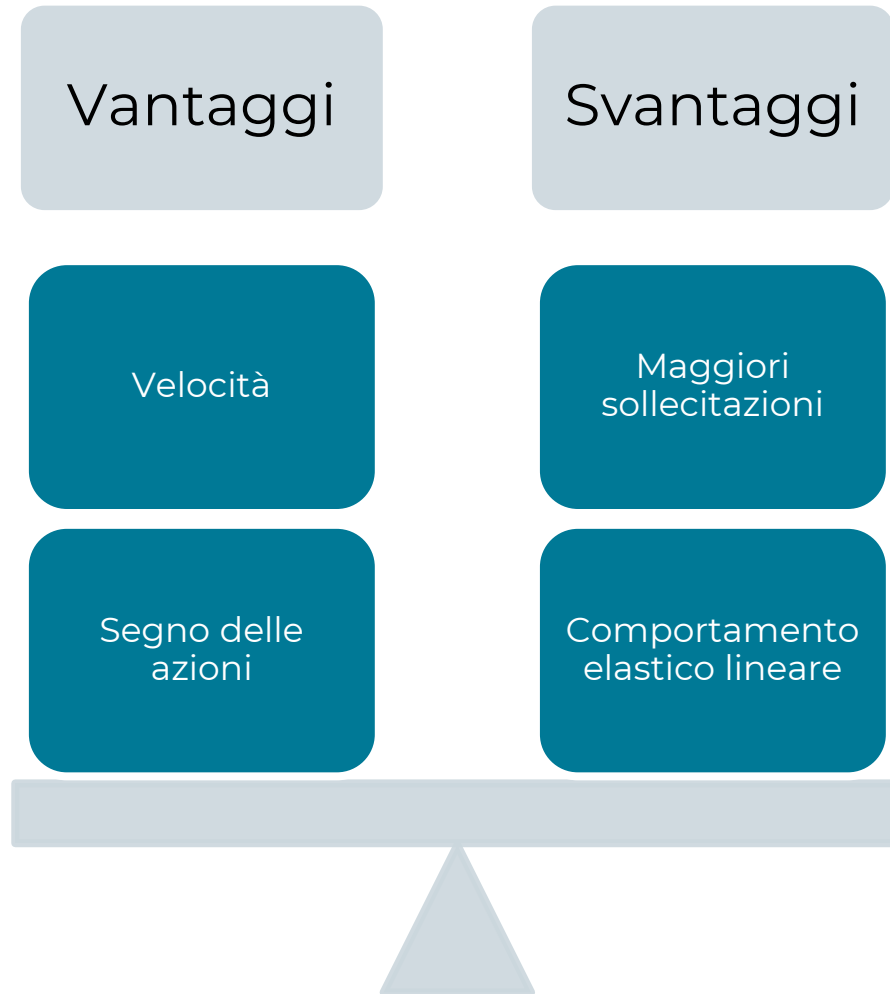 Vantaggi
Svantaggi
Velocità
Maggiori
sollecitazioni
Segno delle
azioni
Comportamento
elastico lineare